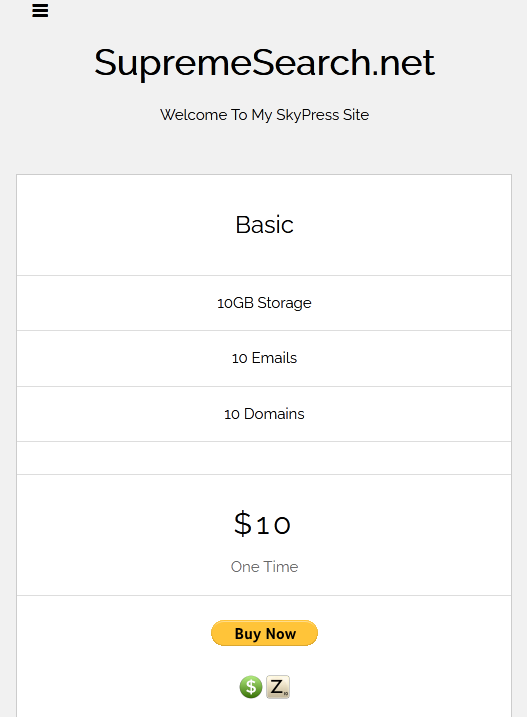 SupremeSearch.net
Welcome To My SkyPress Site
Basic
10GB Storage
10 Emails
10 Domains
$10
One Time
Buy Now
$ Z